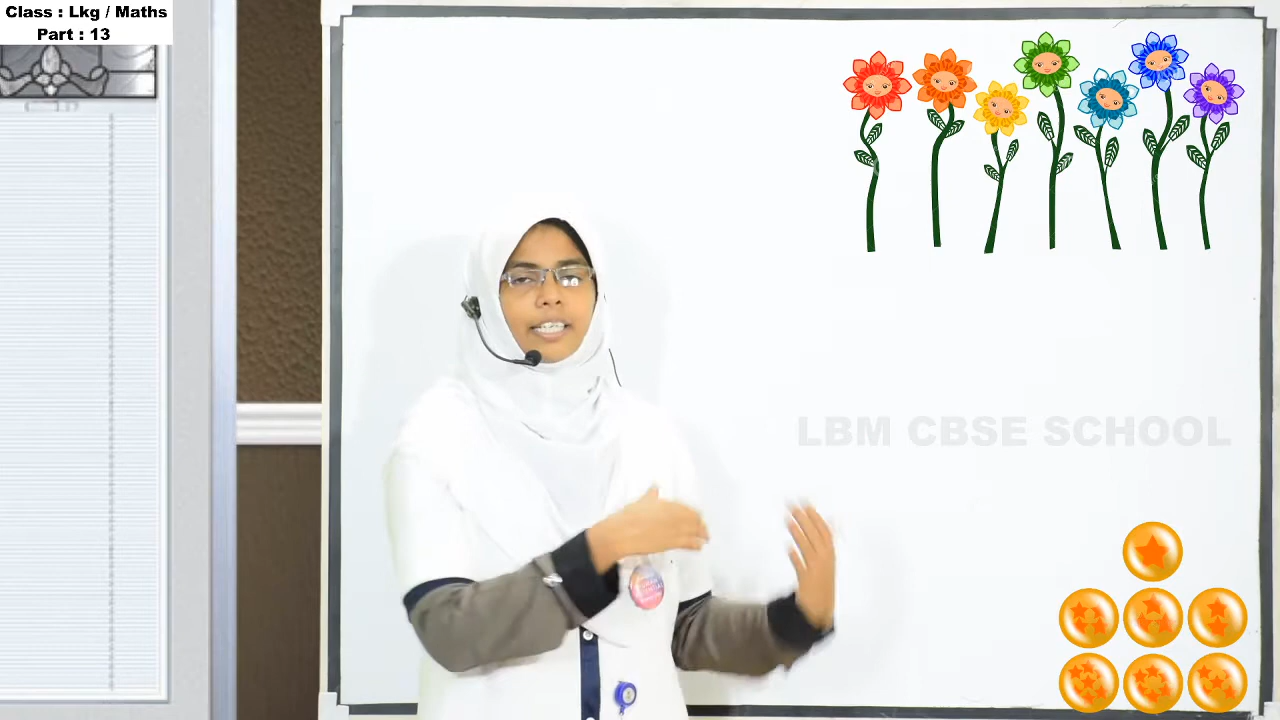 Class : Lkg / Maths
Part : 13
LBM CBSE SCHOOL